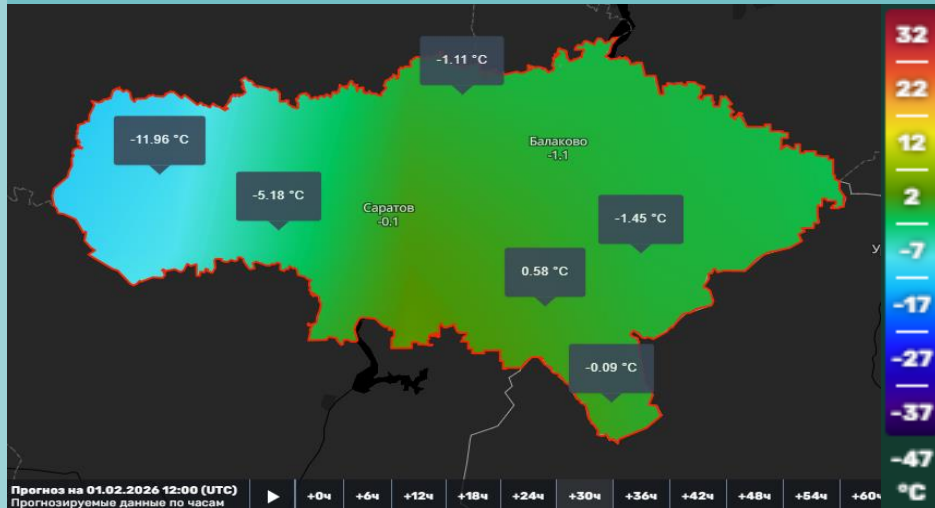 -1.11 °C
-11.96 °C
Балаково
-1.1
-5.18 °C
Саратов
-0.1
-1.45 °C
У
0.58 °C
-0.09 °C
32
22
12
2
-7
-17
-27
-37
-47
°C
Прогноз на 01.02.2026 12:00 (UTC)
Прогнозируемые данные по часам
+0ч +6ч +12ч +18ч +24ч +30ч +36ч +42ч +48ч +54ч +60ч